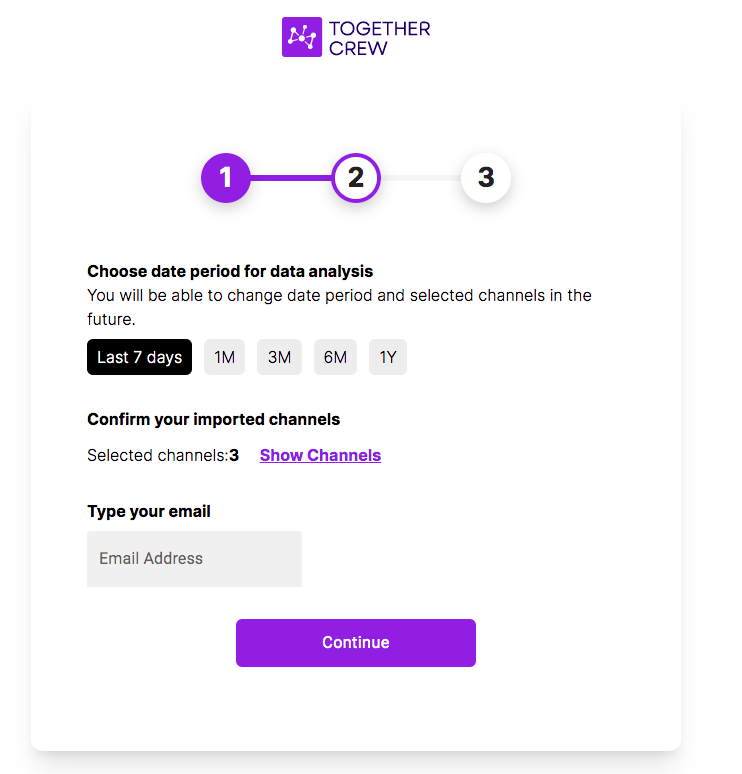 TOGETHER
CREW
1 2 3
Choose date period for data analysis
You will be able to change date period and selected channels in the
future.
Last 7 days 1M 3M 6M 1Y
Confirm your imported channels
Selected channels:3 Show Channels
Type your email
Email Address
Continue